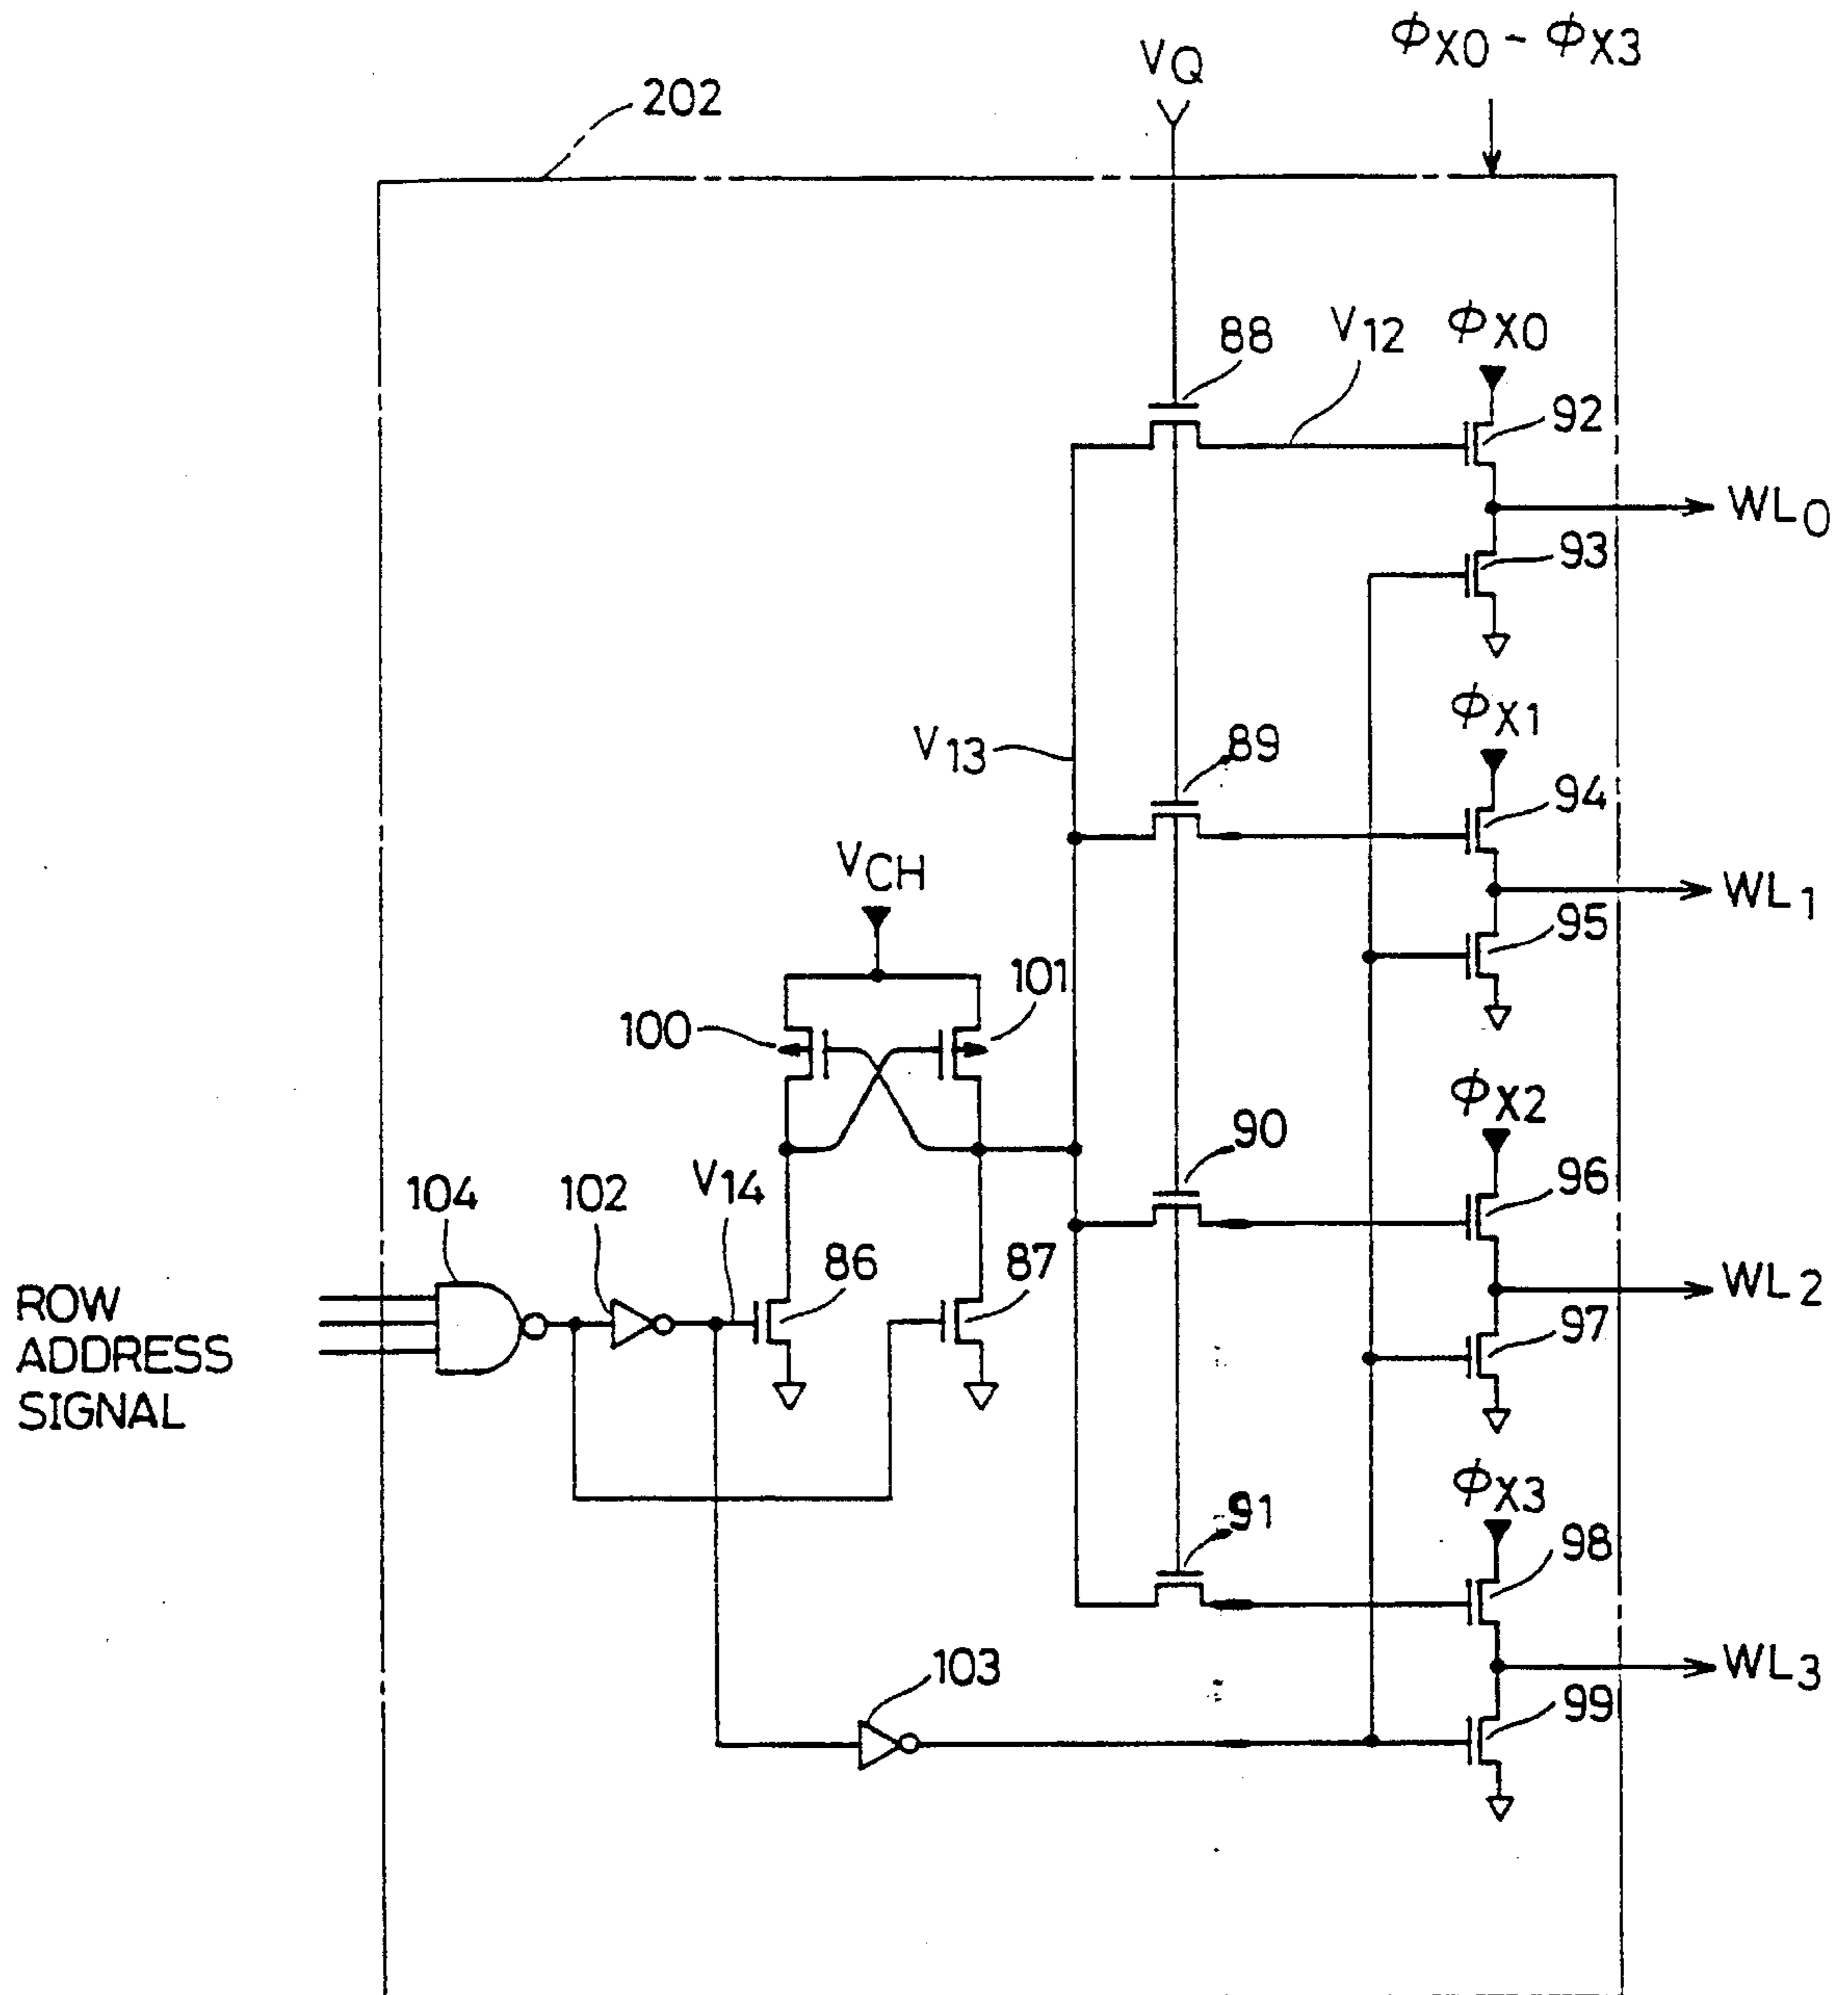 ϕX0 - ϕX3
VQ
202
88
V12
ϕX0
92
WL0
93
ϕX1
V13
89
94
VCH
WL1
95
101
100
ϕX2
90
96
104
102
V14
86
87
WL2
ROW
ADDRESS
SIGNAL
97
ϕX3
91
98
103
WL3
99